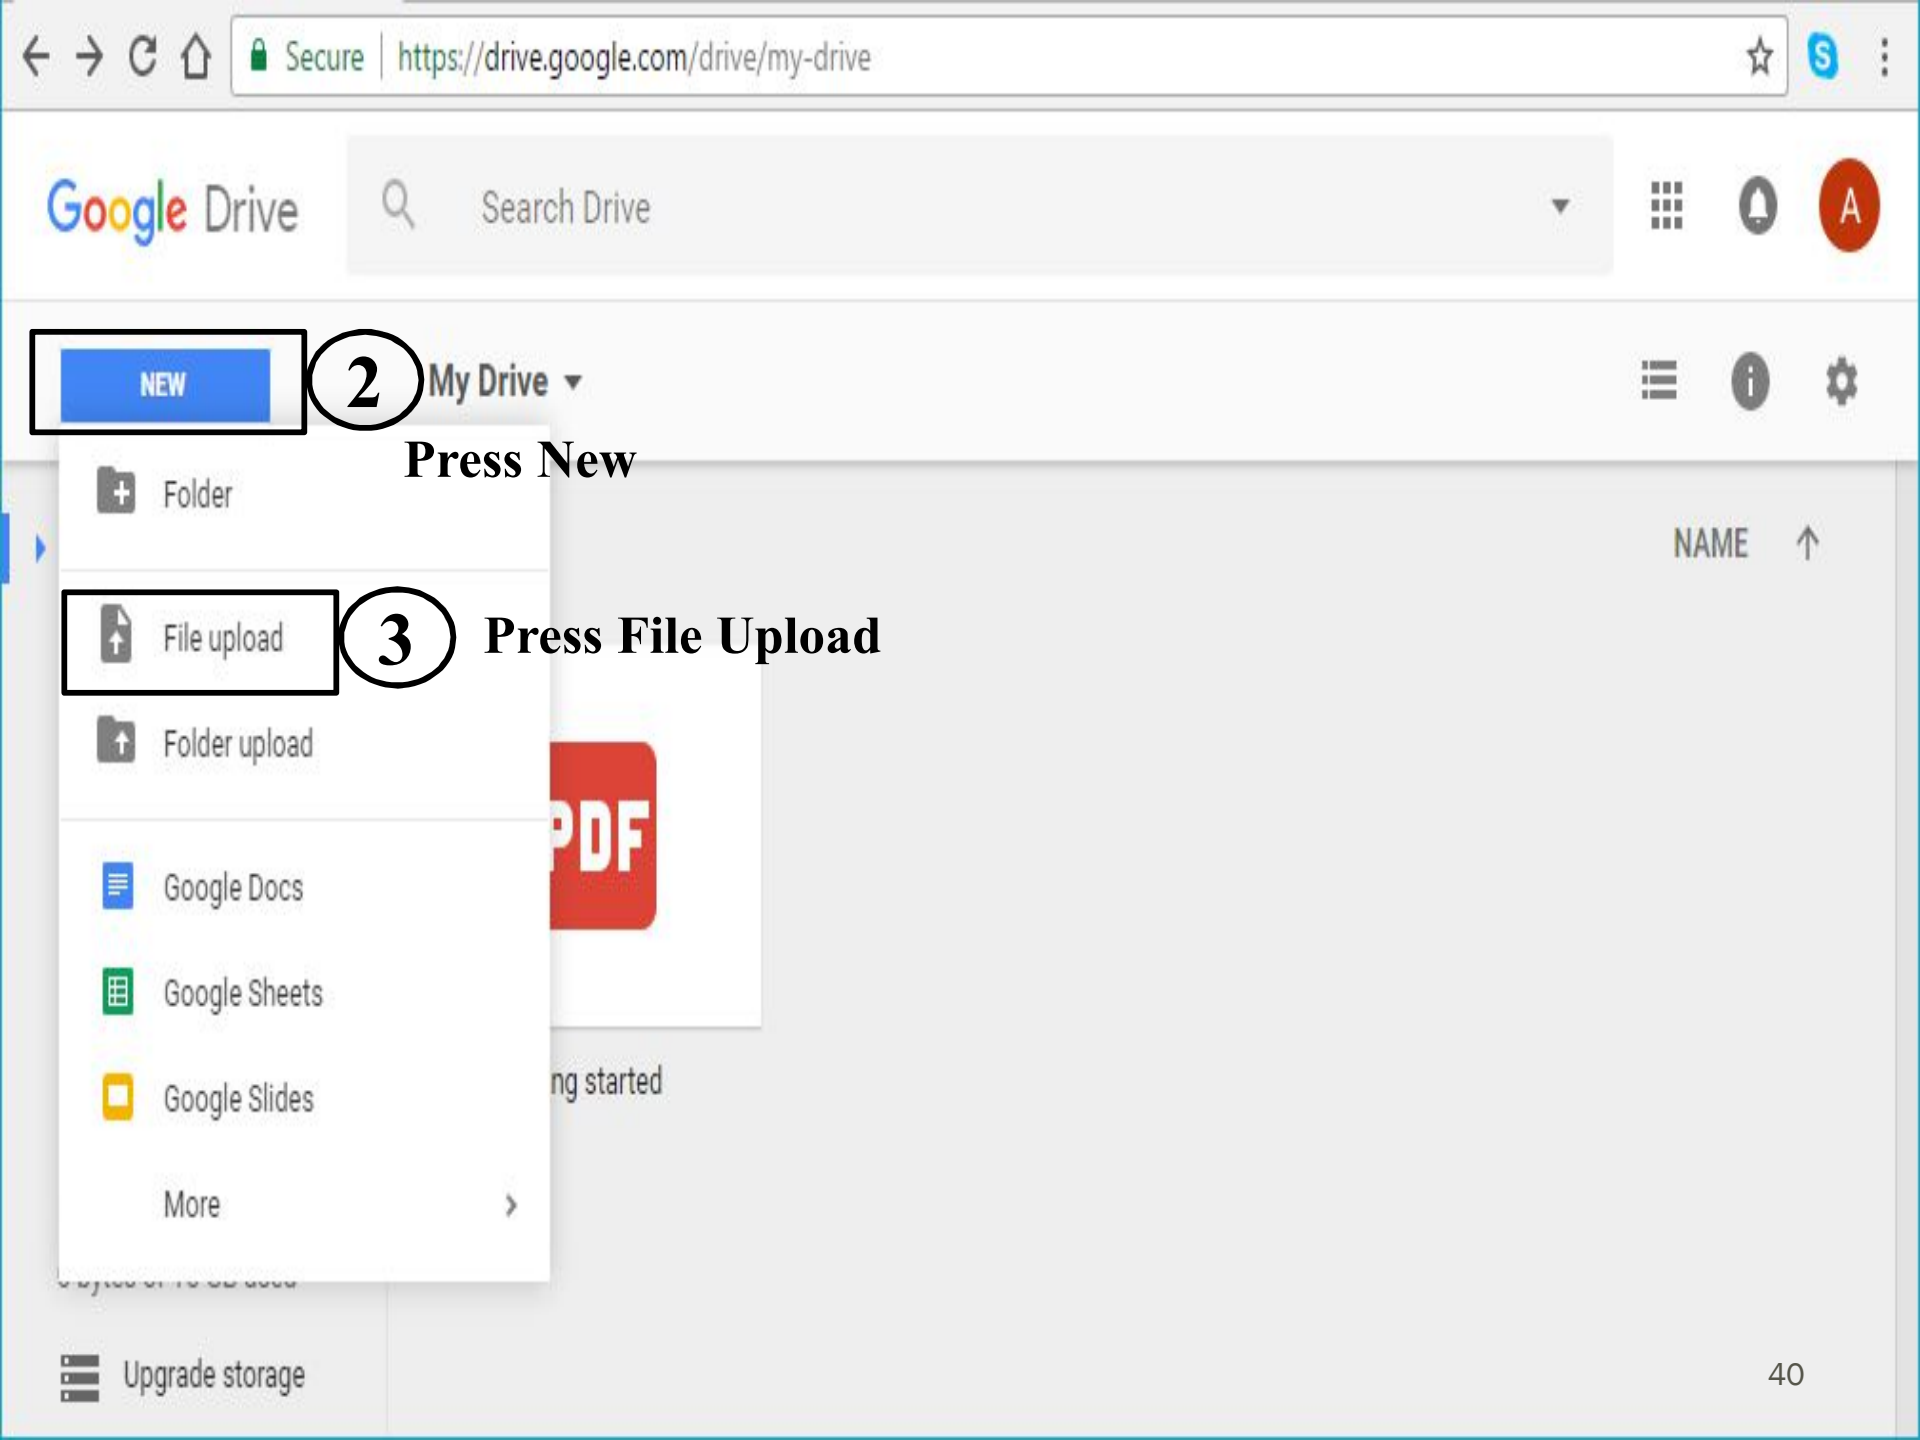 Secure https://drive.google.com/drive/my-drive
S
Google Drive Search Drive A
NEW 2 My Drive
Press New
Folder
NAME
File upload 3 Press File Upload
Folder upload
PDF
Google Docs
Google Sheets
ng started
Google Slides
More
Upgrade storage
40